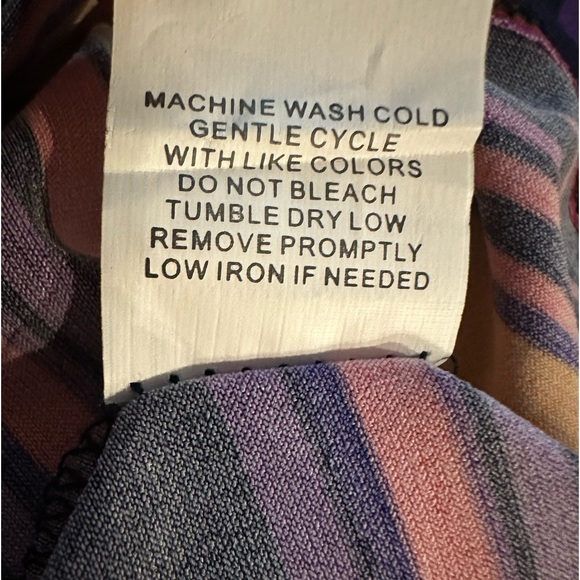 MACHINE WASH COLD
GENTLE CYCLE
WITH LIKE COLORS
DO NOT BLEACH
TUMBLE DRY LOW
REMOVE PROMPTLY
LOW IRON IF NEEDED